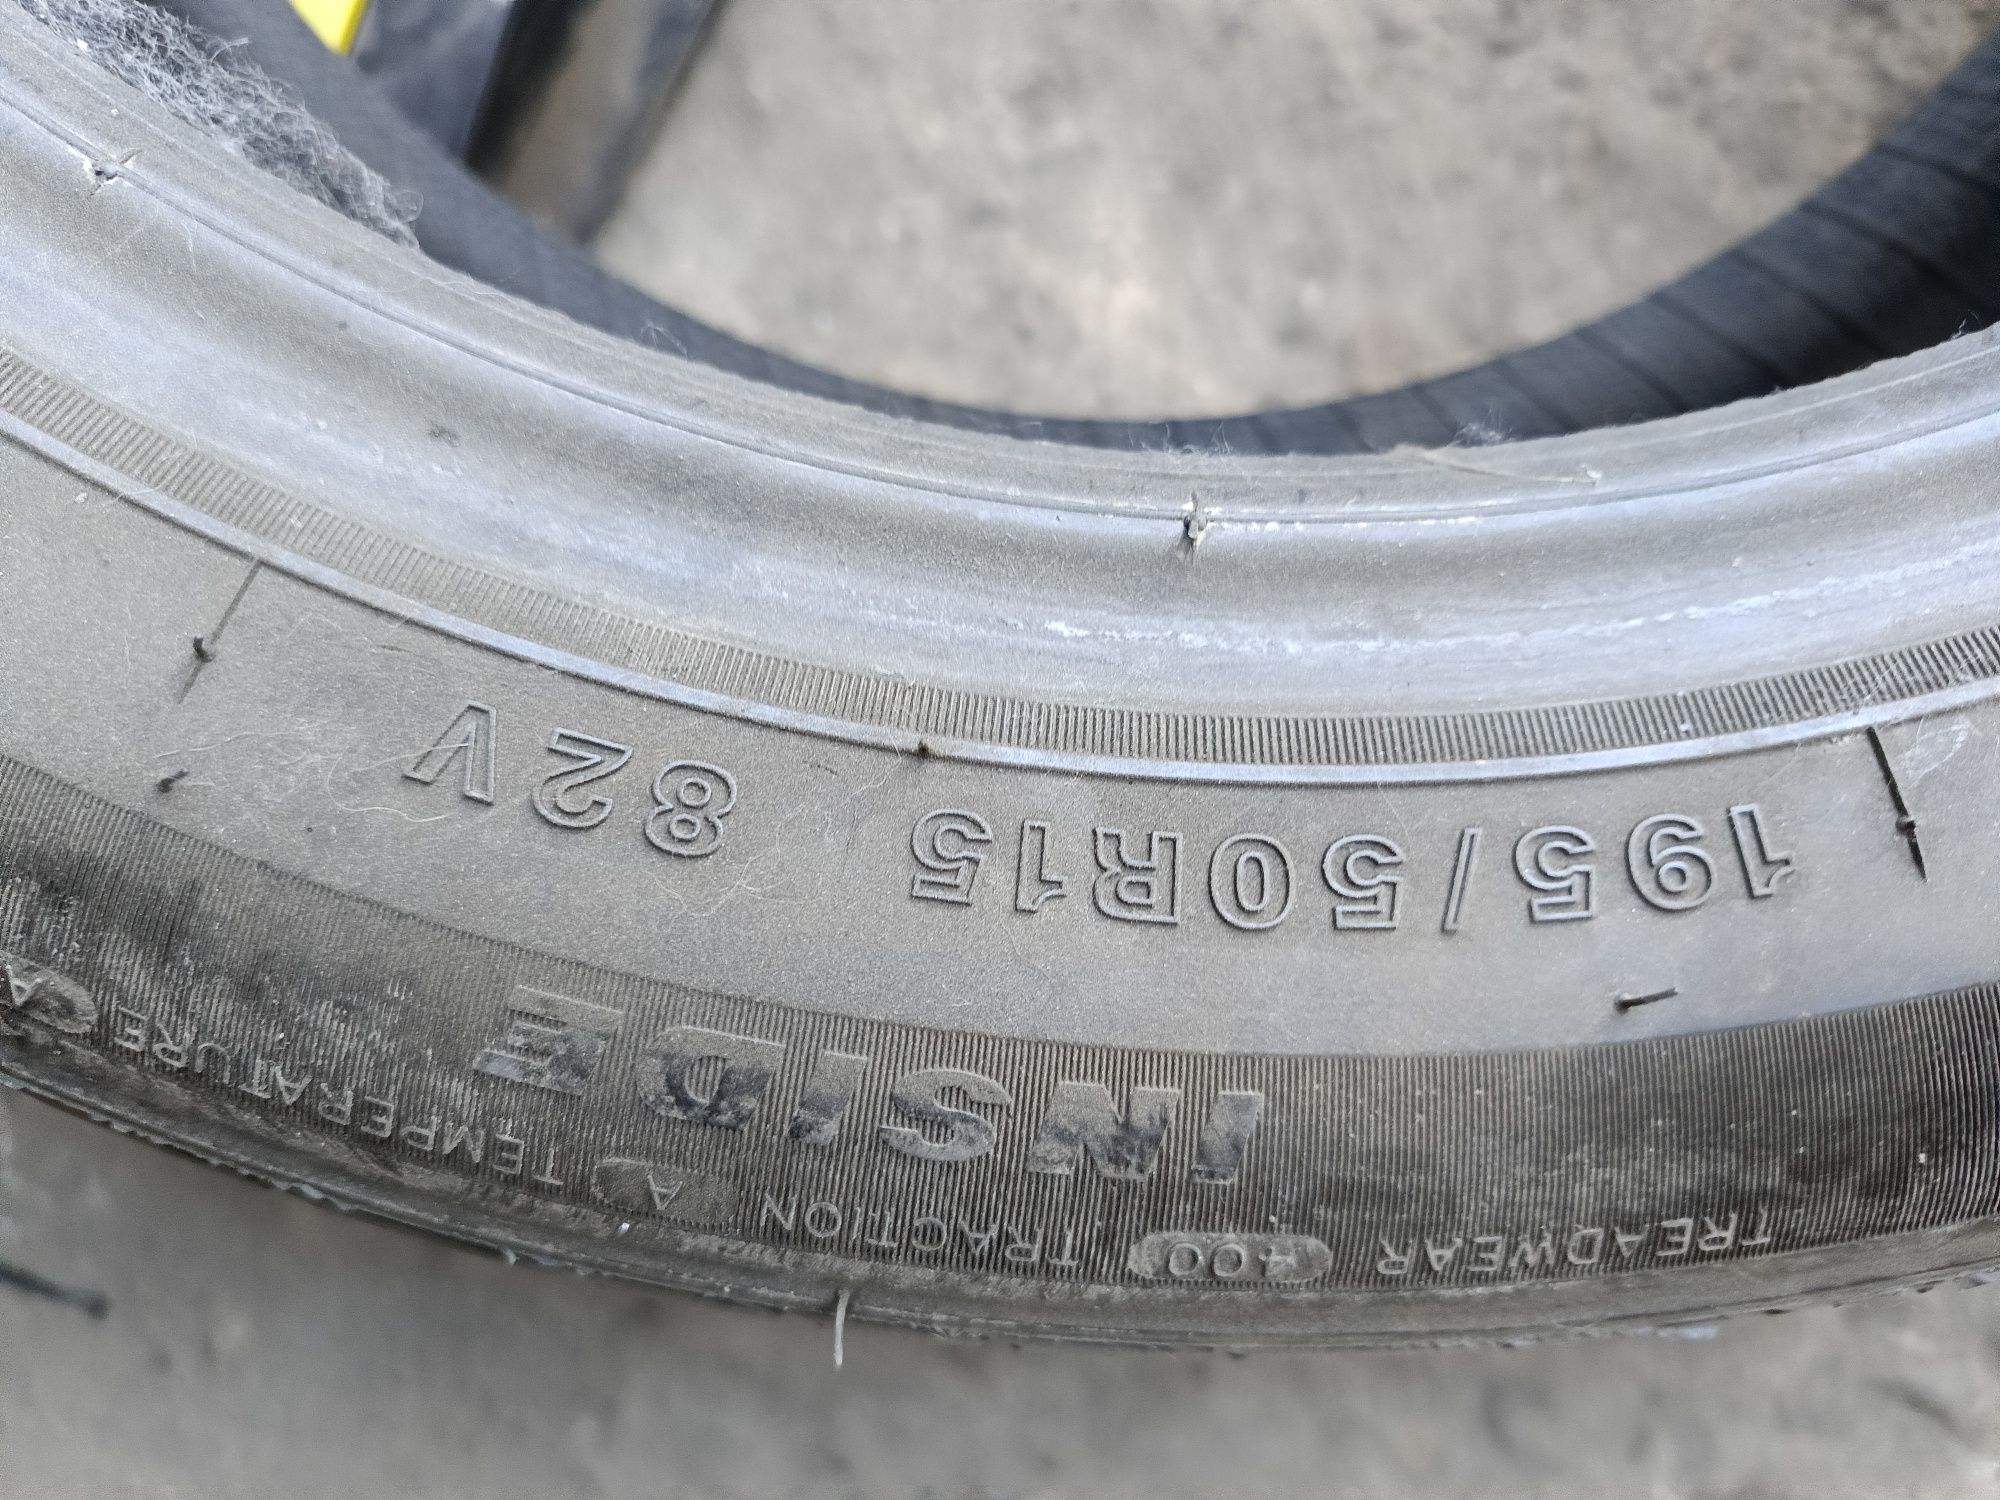 195/50R15 82V
INSIDE
TREADWEAR 400 TRACTION A TEMPERATURE A